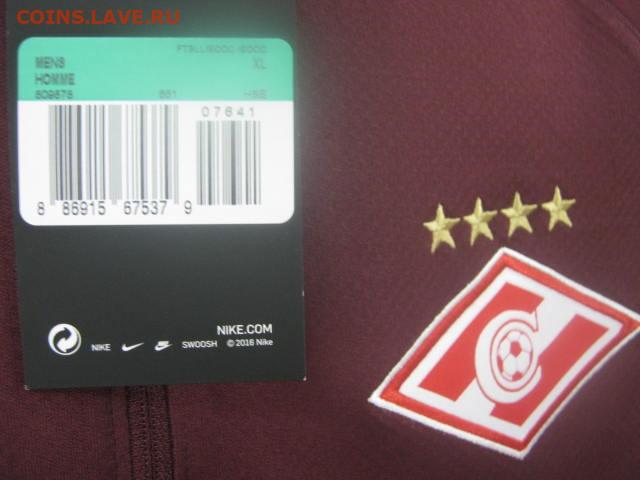 COINS.LAVE.RU
MENS XL
HOMME
07641
8 86915 67537 9
NIKE.COM
NIKE SWOOSH © 2016 Nike
C